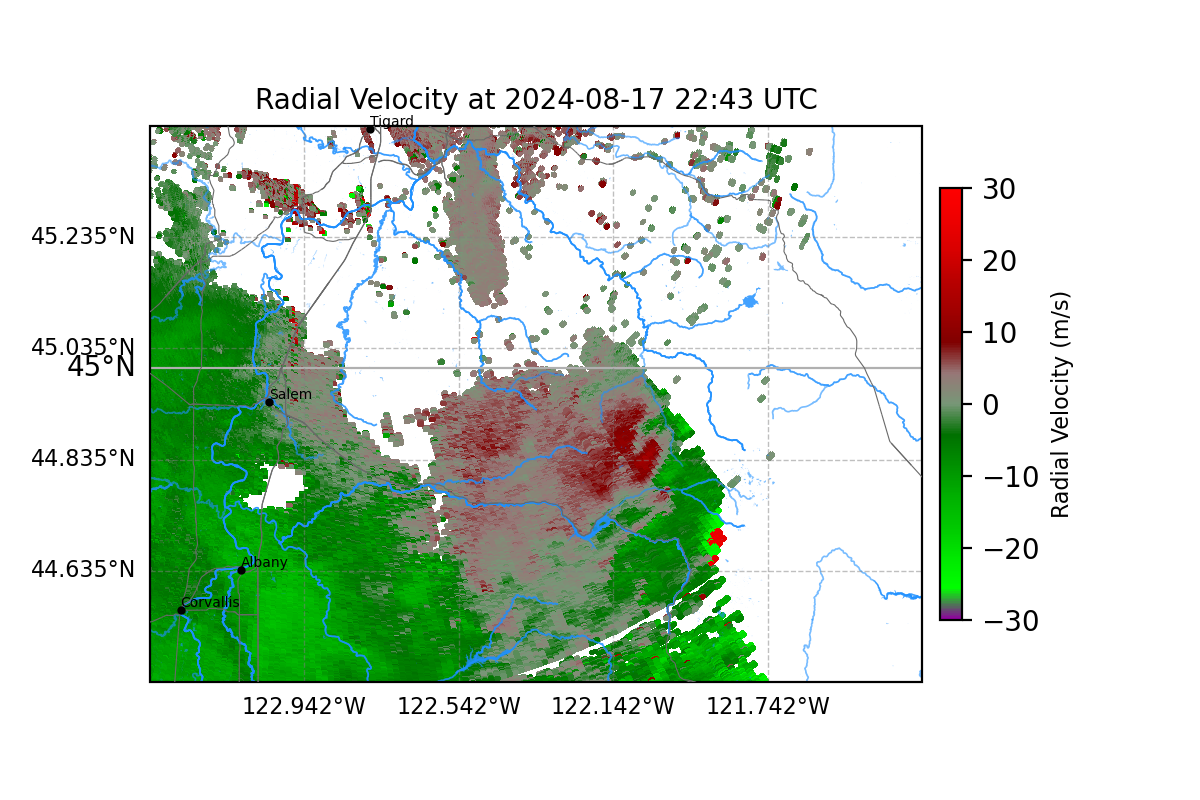 Radial Velocity at 2024-08-17 22:43 UTC
Tigard
45.235°N
45.035°N
45°N
Salem
44.835°N
Albany
44.635°N
Corvallis
122.942°W
122.542°W
122.142°W
121.742°W
30
20
10
0
−10
−20
−30
Radial Velocity (m/s)